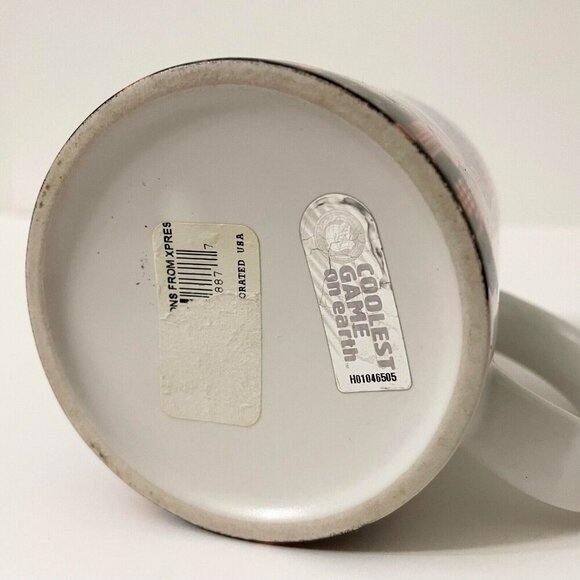 ONS FROM XPRES
7
887
ORATED USA
COOLEST
GAME
on earth
H01046505